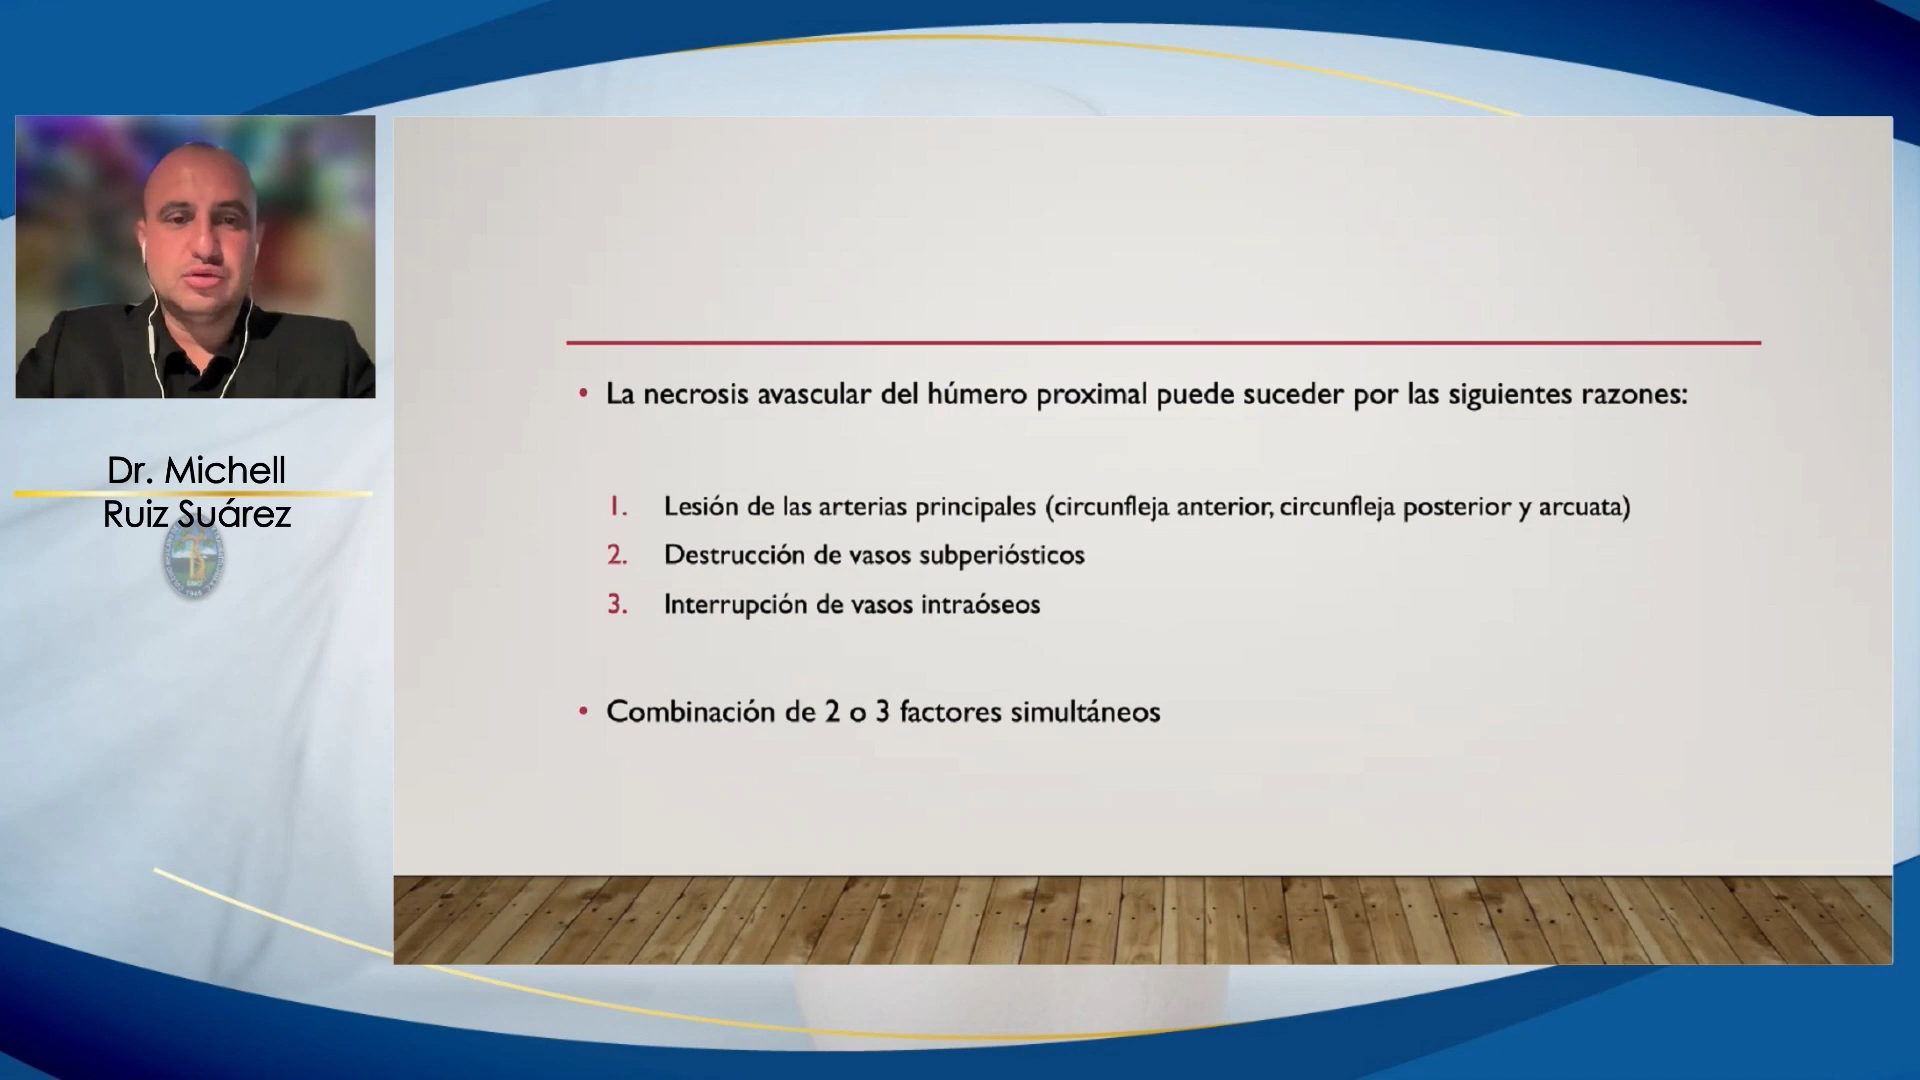 Dr. Michell
Ruiz Suárez
• La necrosis avascular del húmero proximal puede suceder por las siguientes razones:
1. Lesión de las arterias principales (circunfleja anterior, circunfleja posterior y arcuata)
2. Destrucción de vasos subperiósticos
3. Interrupción de vasos intraóseos
• Combinación de 2 o 3 factores simultáneos